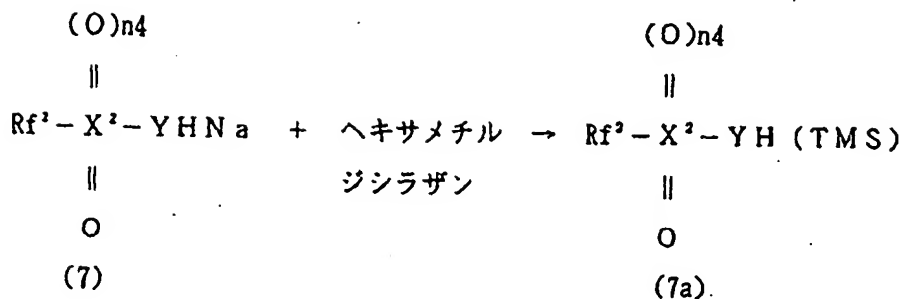 (O)n4 (O)n4
|| ||
Rf² − X² − YHNa + ヘキサメチル → Rf² − X² − YH (TMS)
|| ジシラザン ||
O O
(7) (7a)